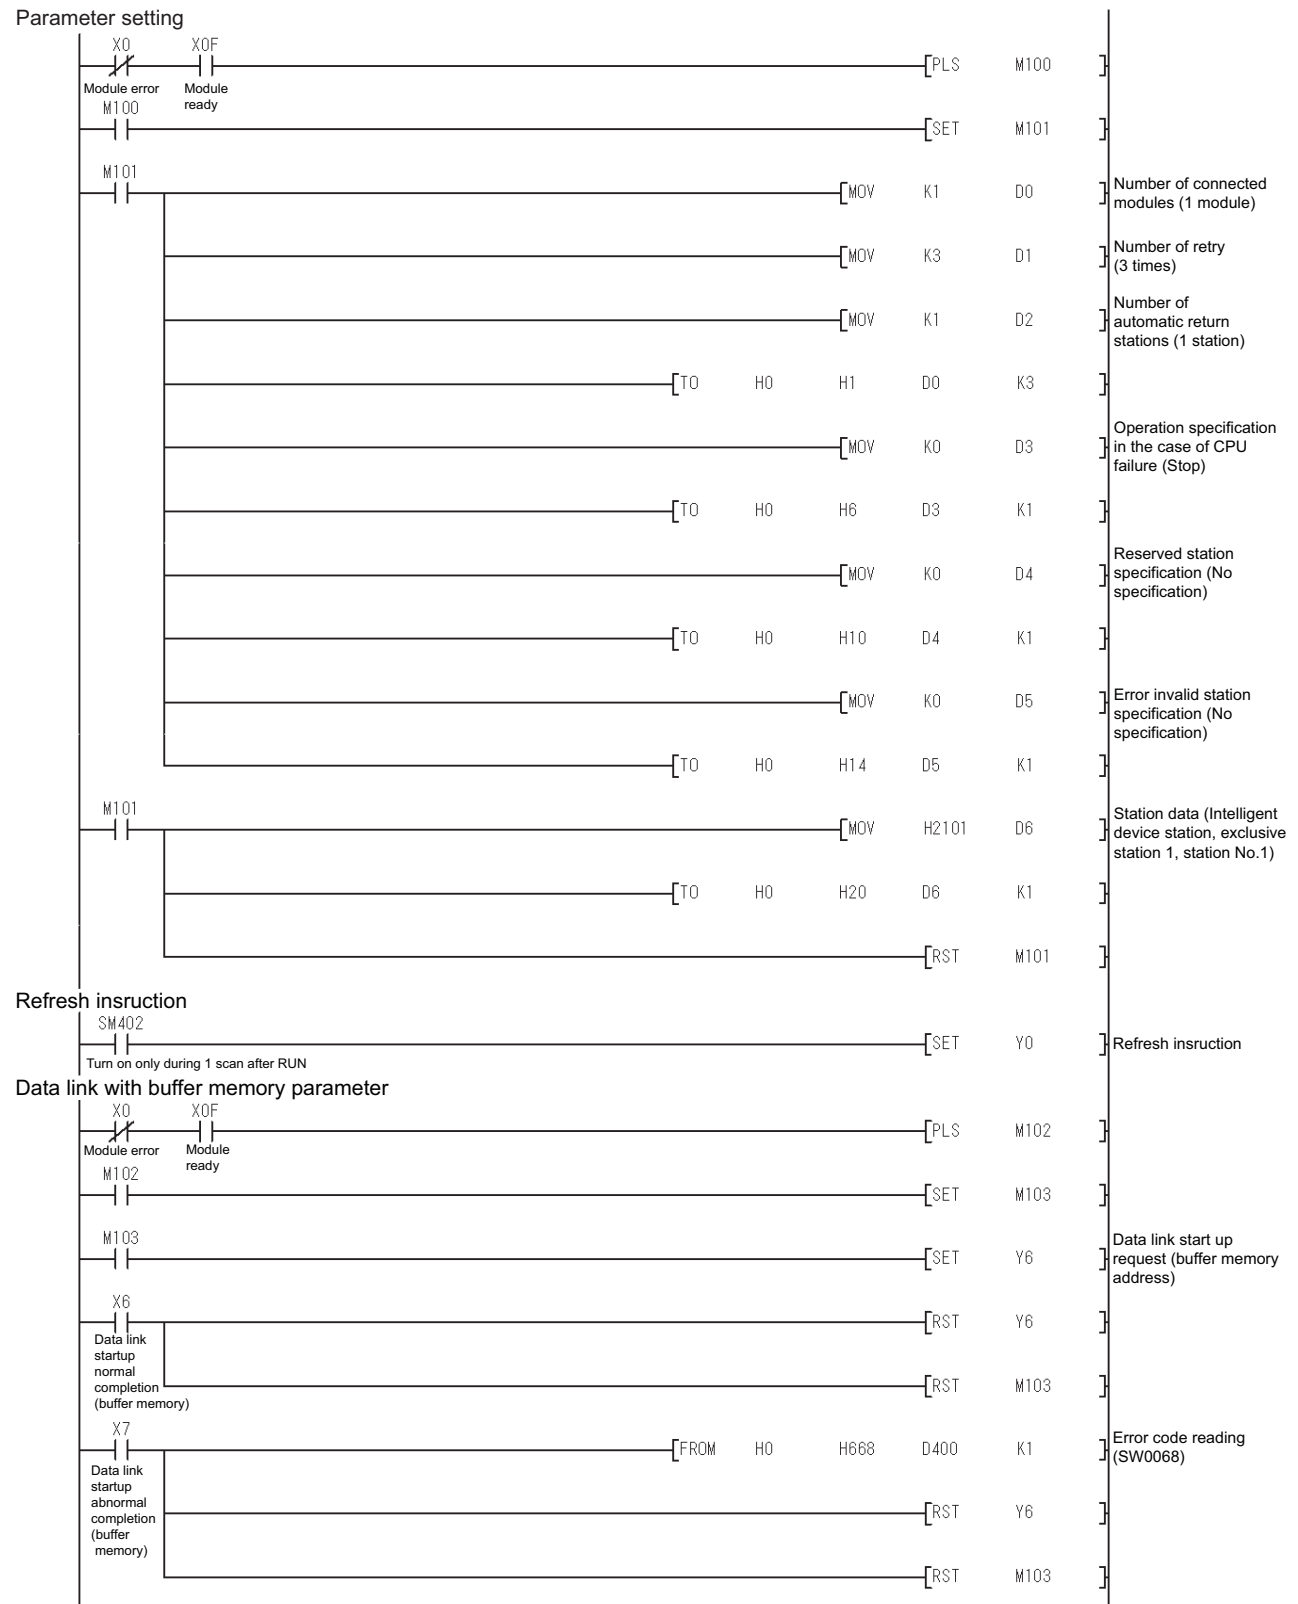 Parameter setting
X0 X0F
[PLS M100 ]
Module error Module
ready
M100
[SET M101 ]
M101
[MOV K1 D0 ] Number of connected
modules (1 module)
[MOV K3 D1 ] Number of retry
(3 times)
[MOV K1 D2 ] Number of
automatic return
stations (1 station)
[TO H0 H1 D0 K3 ]
[MOV K0 D3 ] Operation specification
in the case of CPU
failure (Stop)
[TO H0 H6 D3 K1 ]
[MOV K0 D4 ] Reserved station
specification (No
specification)
[TO H0 H10 D4 K1 ]
[MOV K0 D5 ] Error invalid station
specification (No
specification)
[TO H0 H14 D5 K1 ]
M101
[MOV H2101 D6 ] Station data (Intelligent
device station, exclusive
station 1, station No.1)
[TO H0 H20 D6 K1 ]
[RST M101 ]
Refresh insruction
SM402
[SET Y0 ] Refresh insruction
Turn on only during 1 scan after RUN
Data link with buffer memory parameter
X0 X0F
[PLS M102 ]
Module error Module
ready
M102
[SET M103 ]
M103
[SET Y6 ] Data link start up
request (buffer memory
address)
X6
[RST Y6 ]
Data link
startup
normal
completion
(buffer memory)
[RST M103 ]
X7
[FROM H0 H668 D400 K1 ] Error code reading
(SW0068)
Data link
startup
abnormal
completion
(buffer
memory)
[RST Y6 ]
[RST M103 ]